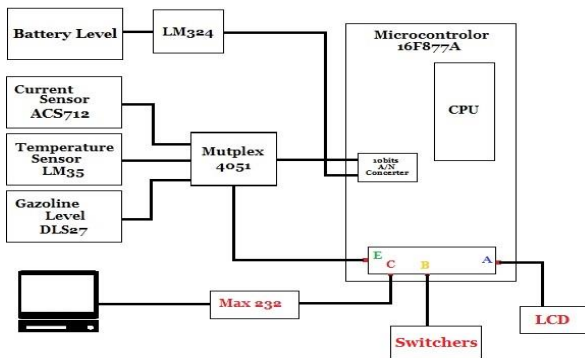 Battery Level
LM324
Microcontrolor
16F877A
CPU
Current
Sensor
ACS712
Temperature
Sensor
LM35
Gazoline
Level
DLS27
Mutplex
4051
10bits
A/N
Concerter
E
C
B
A
Max 232
Switchers
LCD